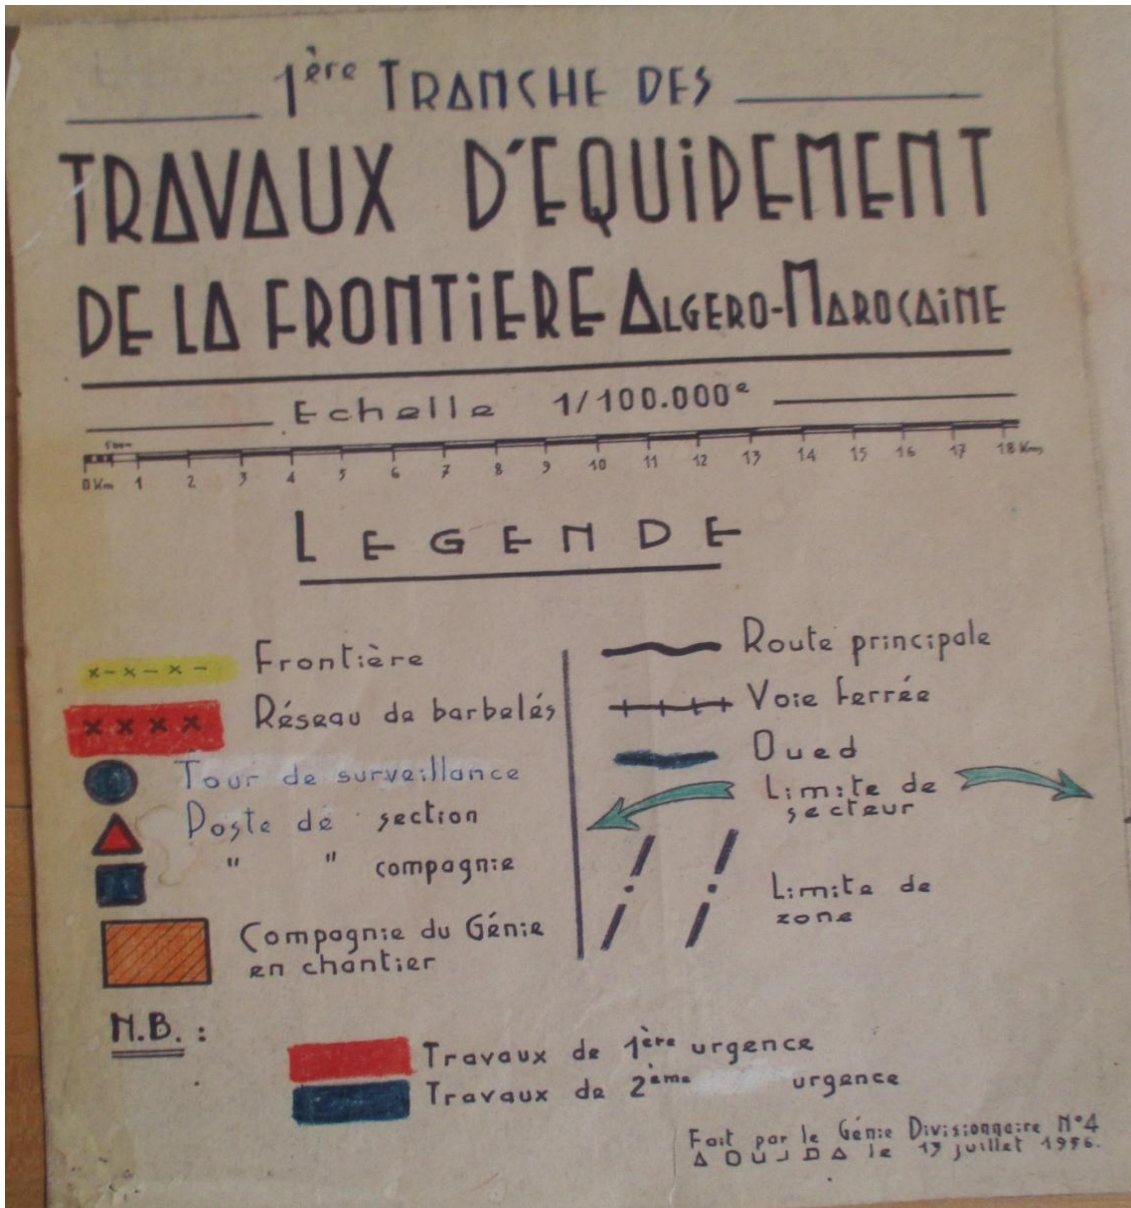 1ère TRANCHE DES
TRAVAUX D'EQUiPEMENT
DE LA FRONTiERE ALGERO-MAROCAiNE
Echelle 1/100.000e
0 Km 1 2 3 4 5 6 7 8 9 10 11 12 13 14 15 16 17 18 Kms
LEGENDE
Frontière
Réseau de barbelés
Tour de surveillance
Poste de section
" " compagnie
Compagnie du Génie
en chantier
Route principale
Voie ferrée
Oued
Limite de
secteur
Limite de
zone
N.B. :
Travaux de 1ère urgence
Travaux de 2ème urgence
Fait par le Génie Divisionnaire N°4
A OUJDA le juillet 1956.